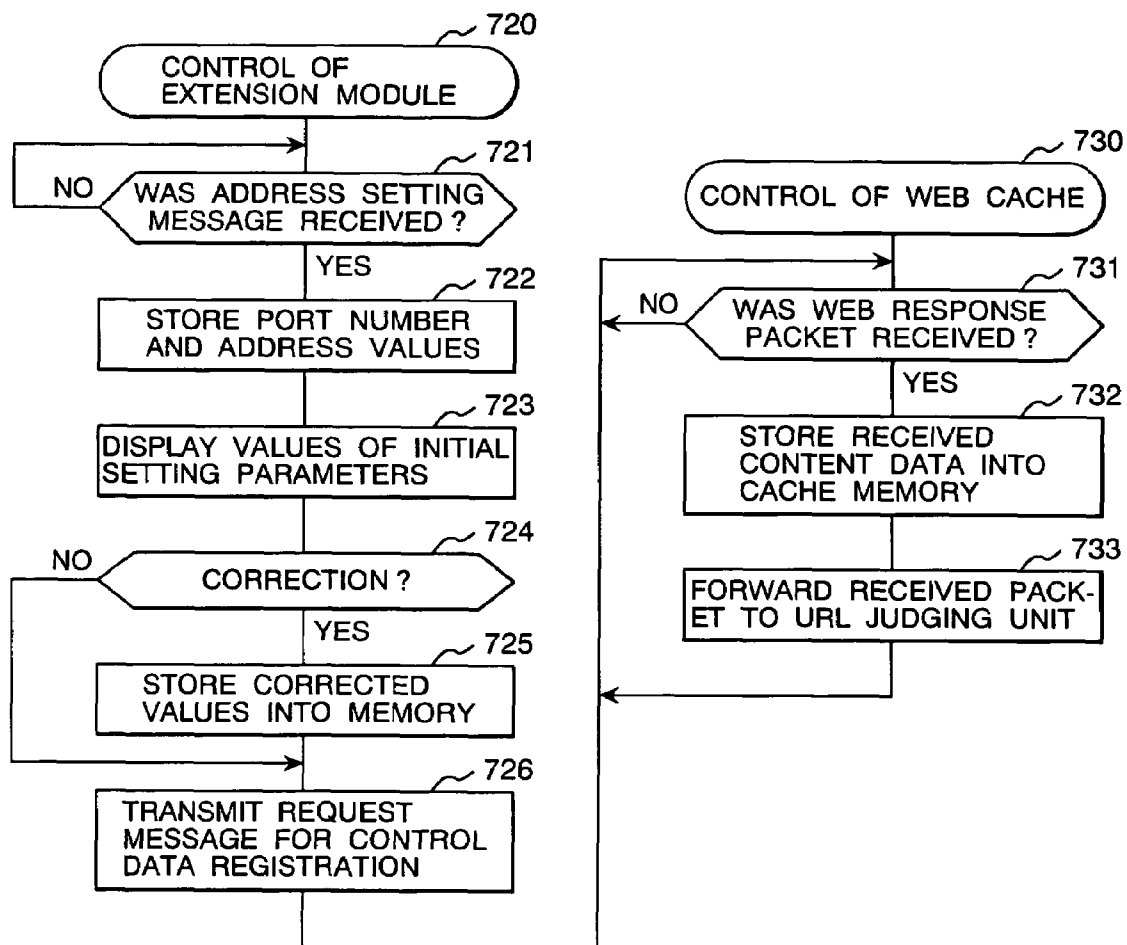 720
CONTROL OF
EXTENSION MODULE
721
NO
WAS ADDRESS SETTING
MESSAGE RECEIVED ?
YES
722
STORE PORT NUMBER
AND ADDRESS VALUES
723
DISPLAY VALUES OF INITIAL
SETTING PARAMETERS
724
NO
CORRECTION ?
YES
725
STORE CORRECTED
VALUES INTO MEMORY
726
TRANSMIT REQUEST
MESSAGE FOR CONTROL
DATA REGISTRATION
730
CONTROL OF WEB CACHE
731
NO
WAS WEB RESPONSE
PACKET RECEIVED ?
YES
732
STORE RECEIVED
CONTENT DATA INTO
CACHE MEMORY
733
FORWARD RECEIVED PACK-
ET TO URL JUDGING UNIT